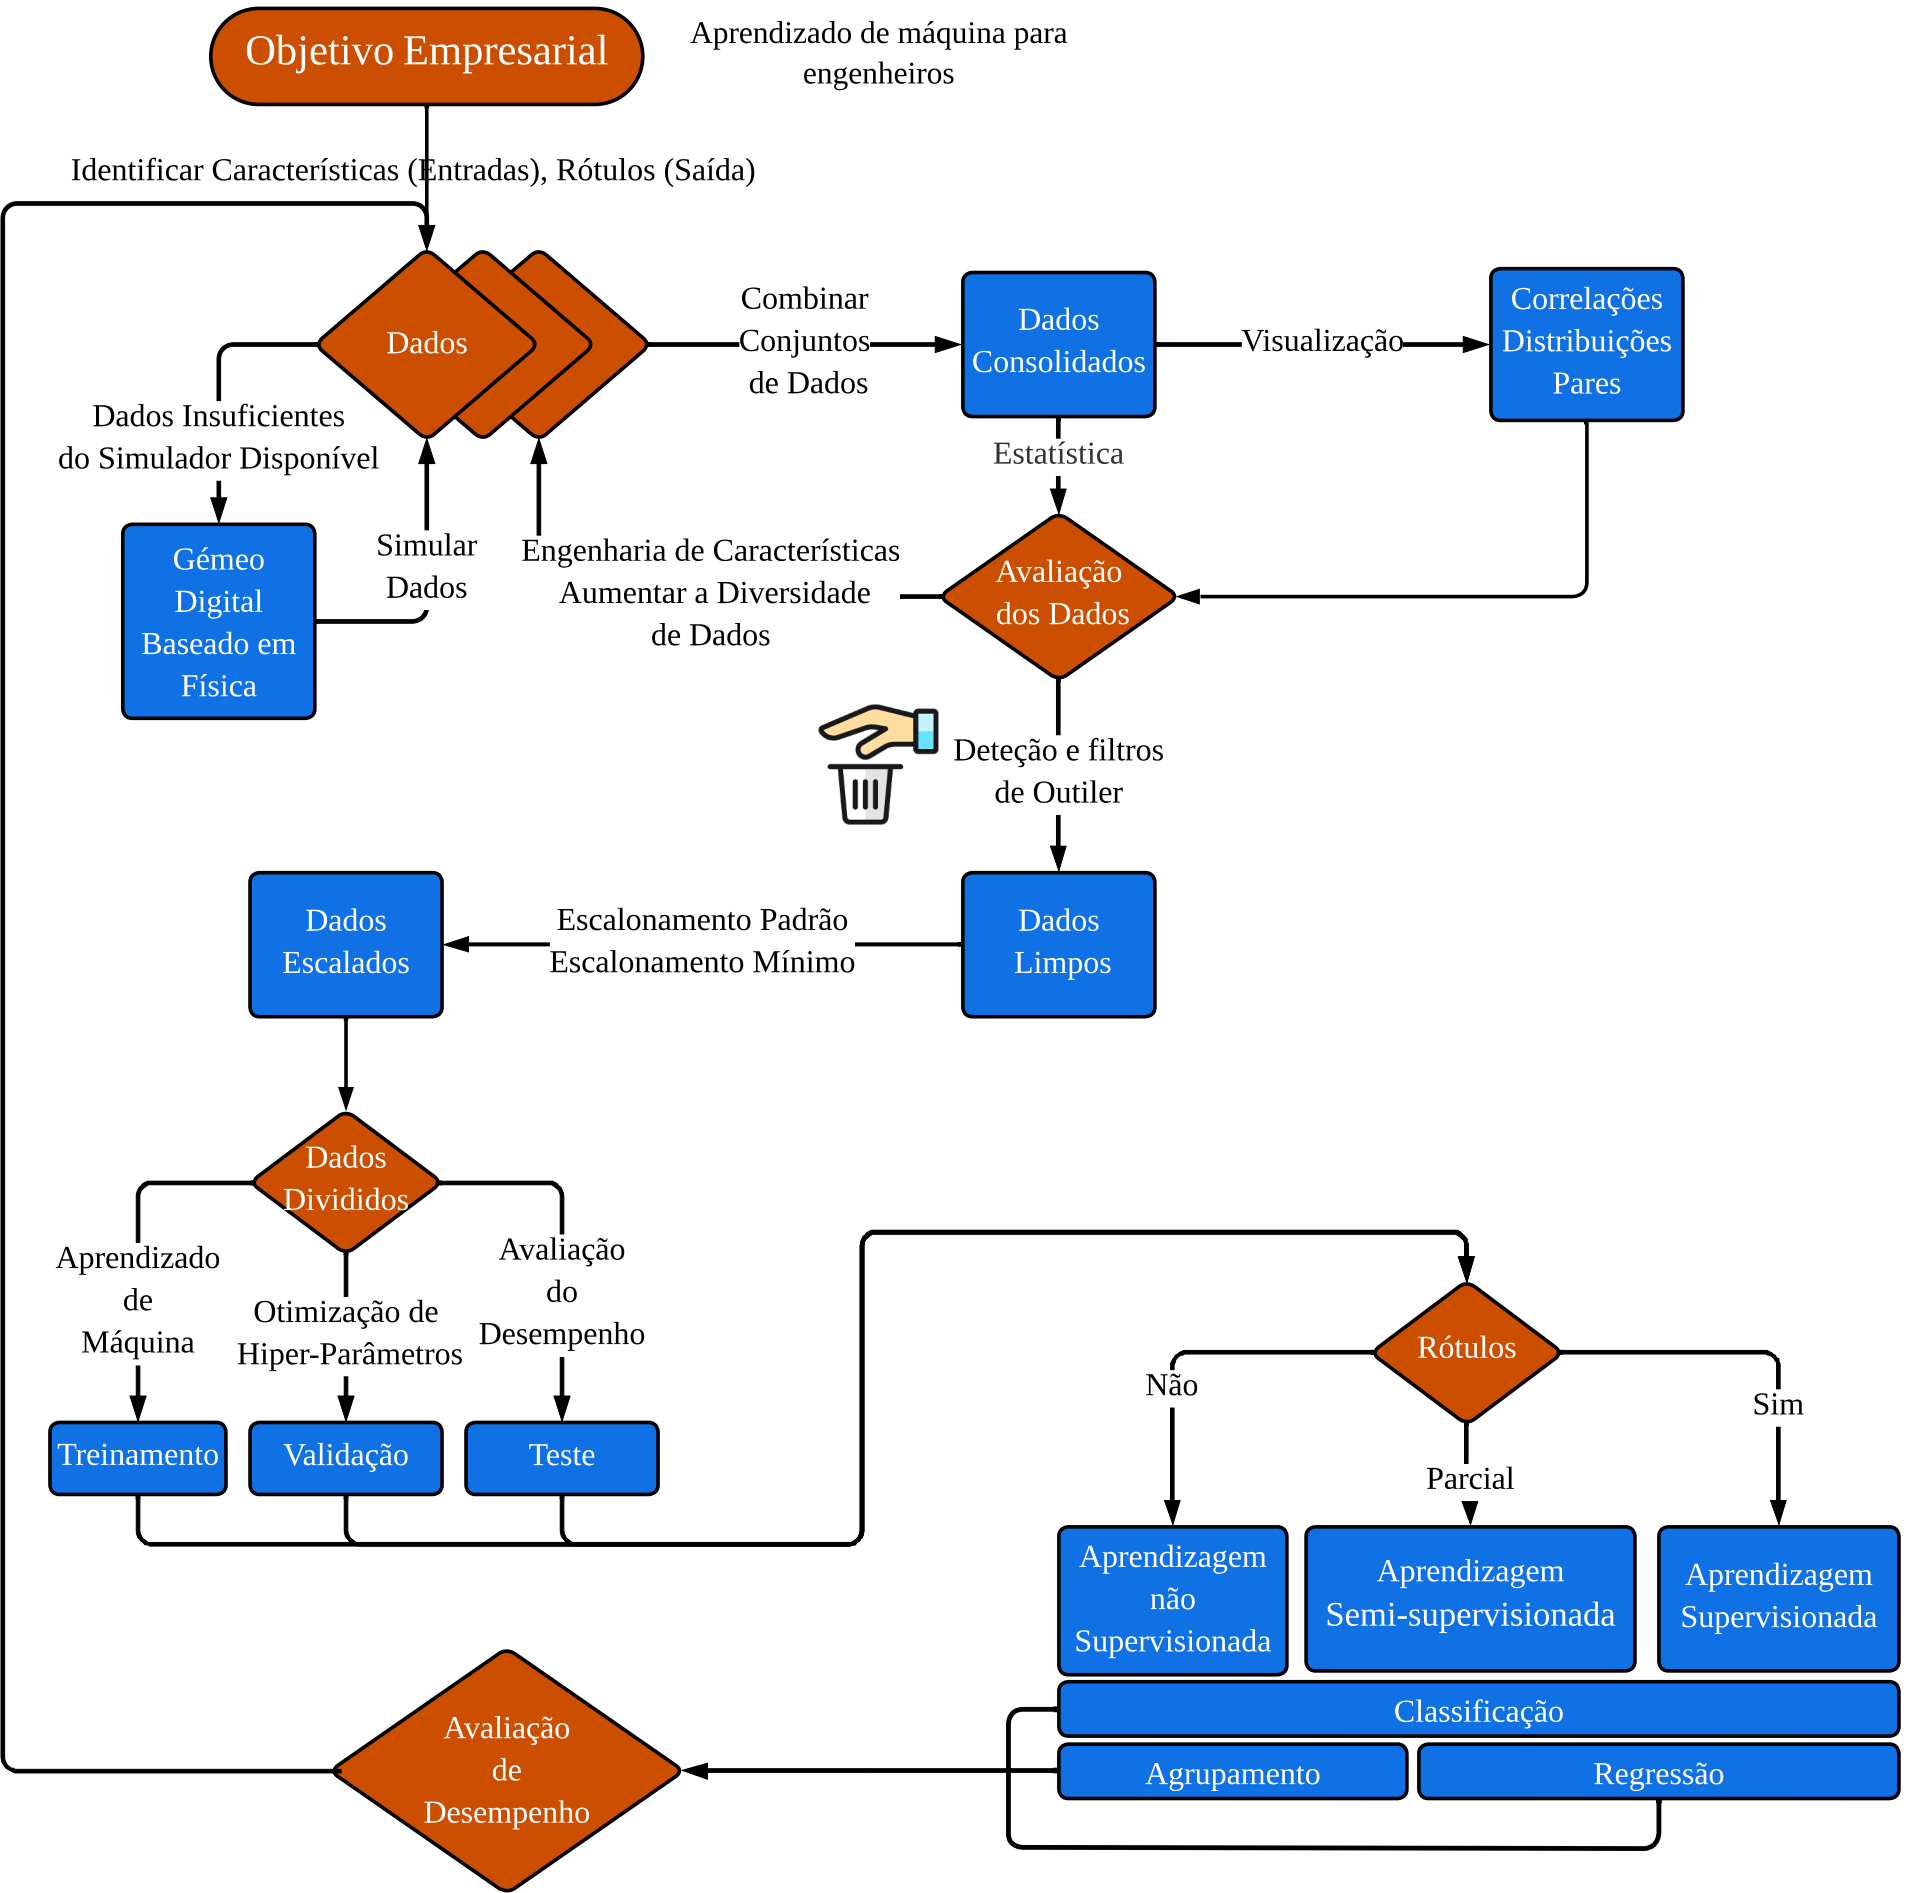 Objetivo Empresarial
Aprendizado de máquina para
engenheiros
Identificar Características (Entradas), Rótulos (Saída)
Dados
Combinar
Conjuntos
de Dados
Dados
Consolidados
Visualização
Correlações
Distribuições
Pares
Dados Insuficientes
do Simulador Disponível
Estatística
Gémeo
Digital
Baseado em
Física
Simular
Dados
Engenharia de Características
Aumentar a Diversidade
de Dados
Avaliação
dos Dados
Deteção e filtros
de Outiler
Dados
Escalados
Escalonamento Padrão
Escalonamento Mínimo
Dados
Limpos
Dados
Divididos
Aprendizado
de
Máquina
Otimização de
Hiper-Parâmetros
Avaliação
do
Desempenho
Treinamento
Validação
Teste
Rótulos
Não
Parcial
Sim
Aprendizagem
não
Supervisionada
Aprendizagem
Semi-supervisionada
Aprendizagem
Supervisionada
Classificação
Agrupamento
Regressão
Avaliação
de
Desempenho